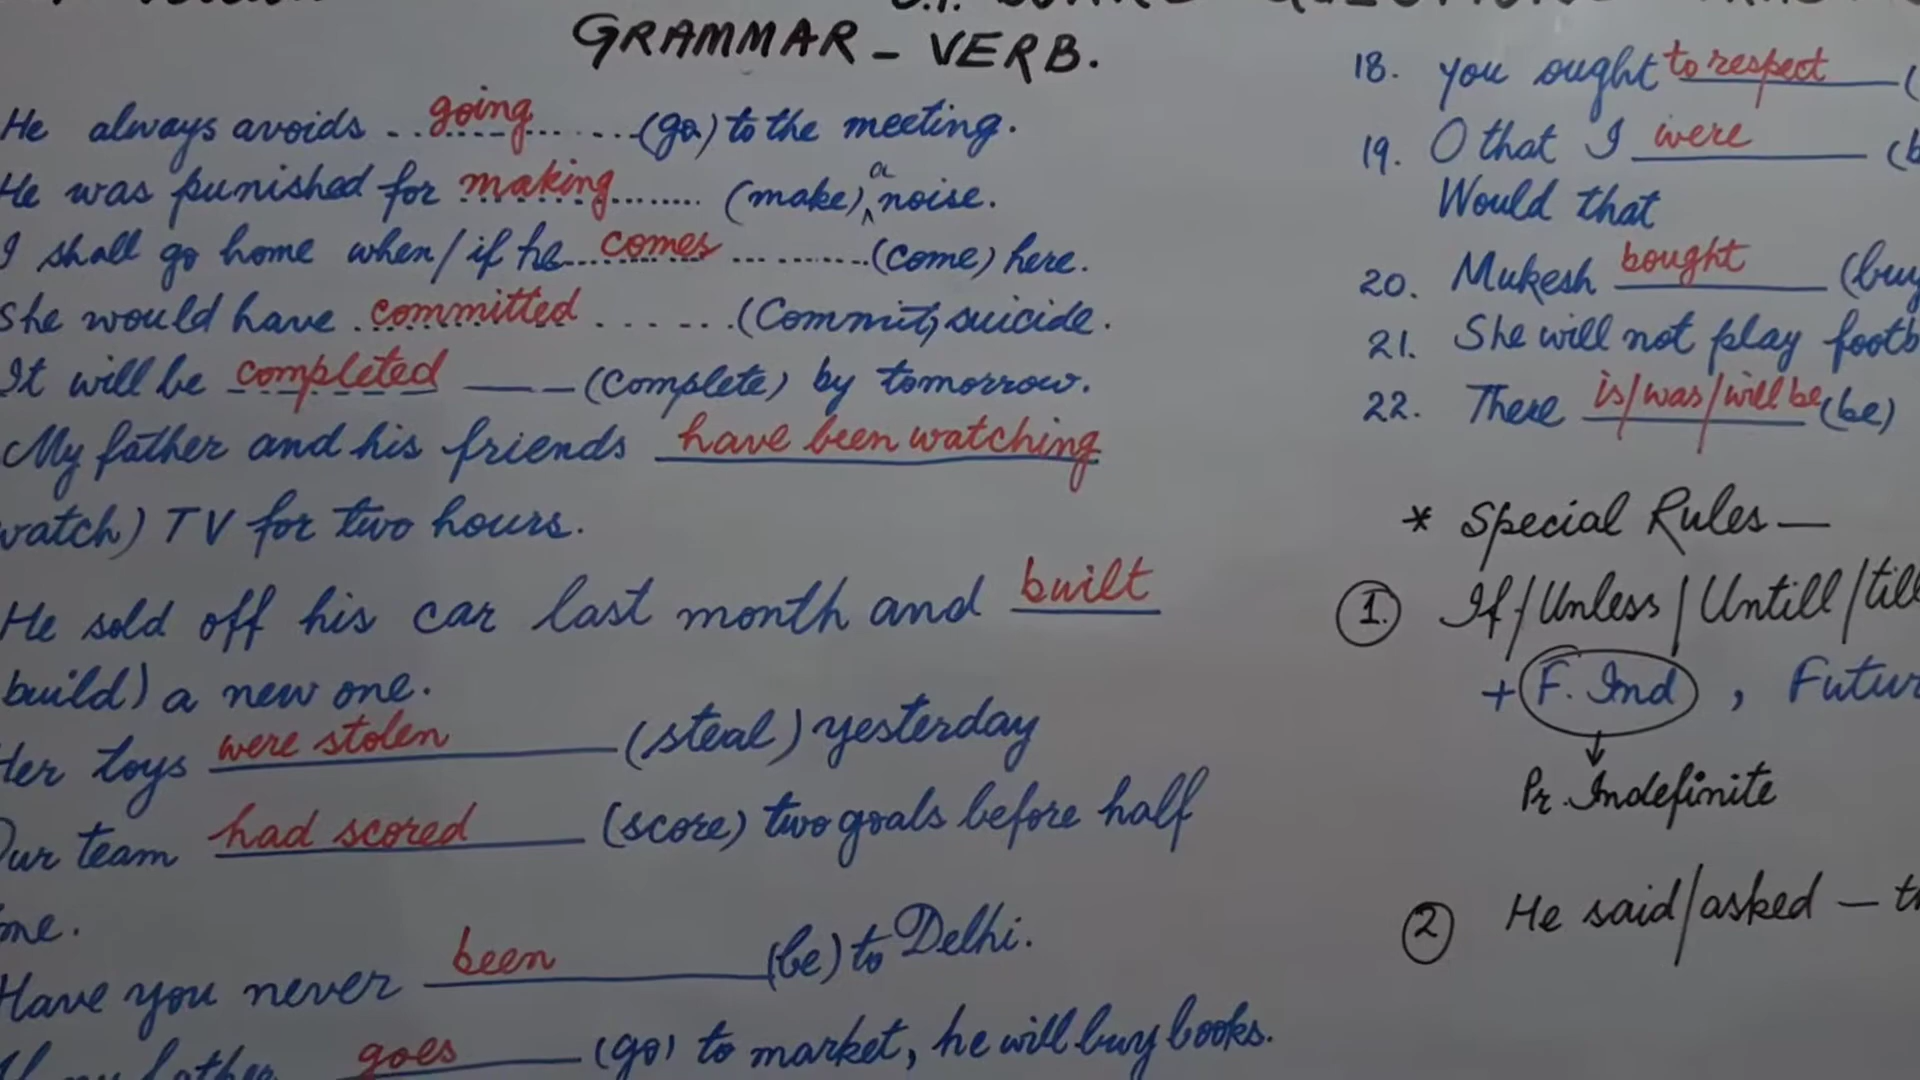 GRAMMAR - VERB.
He always avoids ... going ... (go) to the meeting.
He was punished for making ... (make) a noise.
I shall go home when/if he ... comes ... (come) here.
She would have . committed ... (Commit) suicide.
It will be completed ___ (Complete) by tomorrow.
My father and his friends have been watching
watch) TV for two hours.
He sold off his car last month and built
build) a new one.
Her toys were stolen (steal) yesterday
Our team had scored (score) two goals before half
me.
Have you never been (be) to Delhi.
father goes (go) to market, he will buy books.
18. you ought to respect (
19. O that I were (b
Would that
20. Mukesh bought (buy
21. She will not play footb
22. There is/was/will be (be)
* Special Rules —
1. If/Unless/Untill/till
+ F. Ind , Futur
↓
Pr. Indefinite
2 He said/asked — th